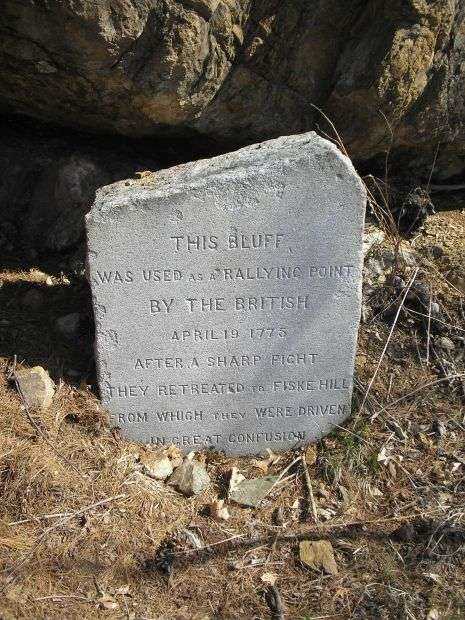 THIS BLUFF
WAS USED AS A RALLYING POINT
BY THE BRITISH
APRIL 19 1775
AFTER A SHARP FIGHT
THEY RETREATED TO FISKE HILL
FROM WHICH THEY WERE DRIVEN
IN GREAT CONFUSION